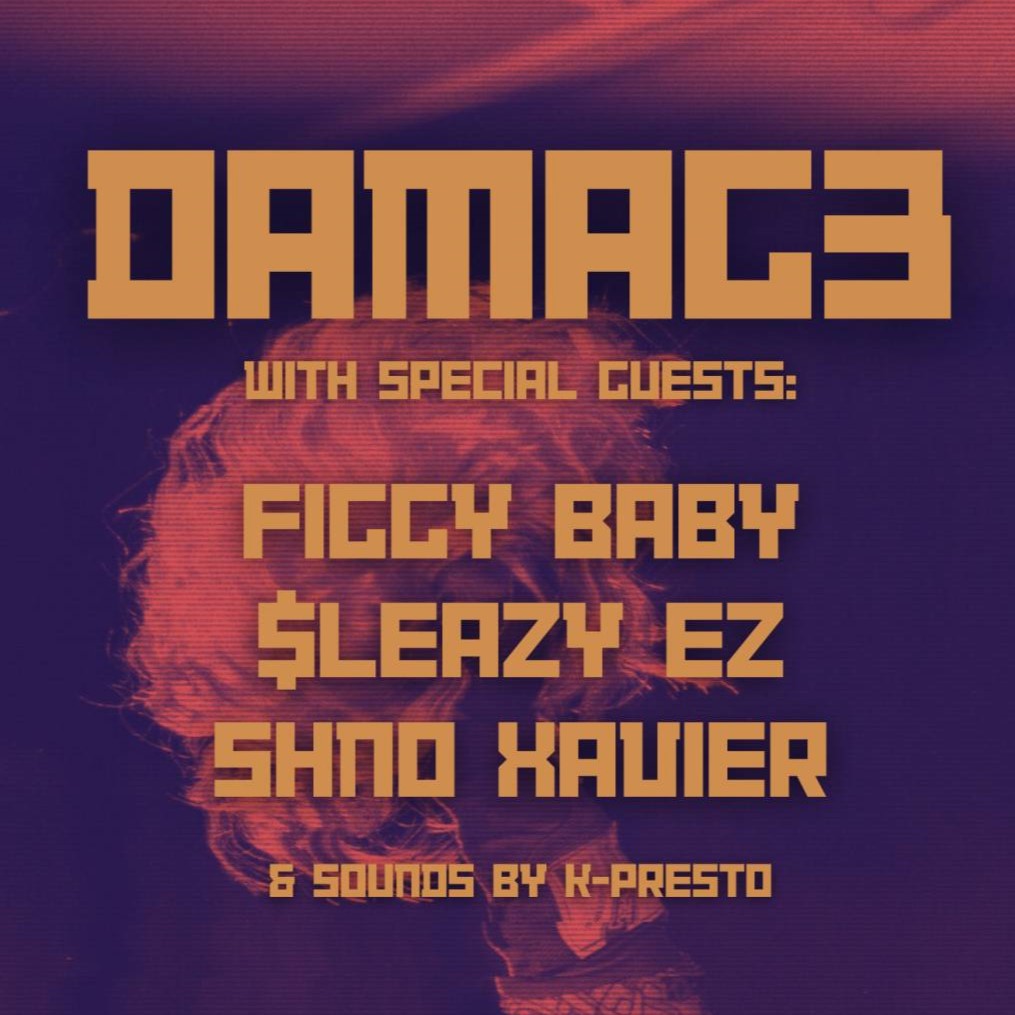 DAMAG3
WITH SPECIAL GUESTS:
FIGGY BABY
$LEAZY EZ
SHNO XAVIER
& SOUNDS BY K-PRESTO